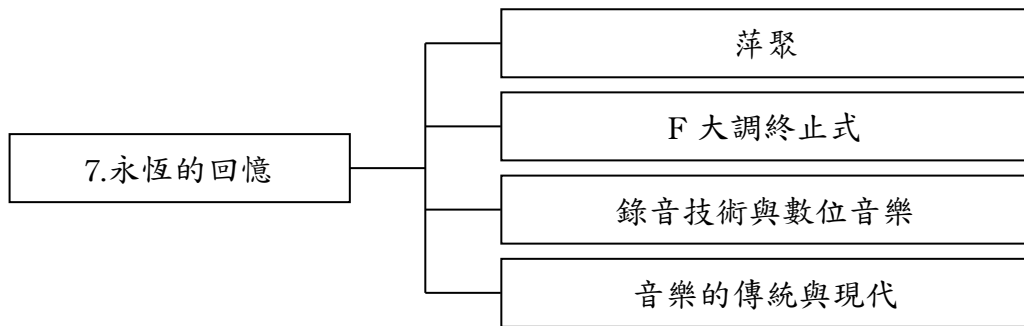 7.永恆的回憶
萍聚
F 大調終止式
錄音技術與數位音樂
音樂的傳統與現代